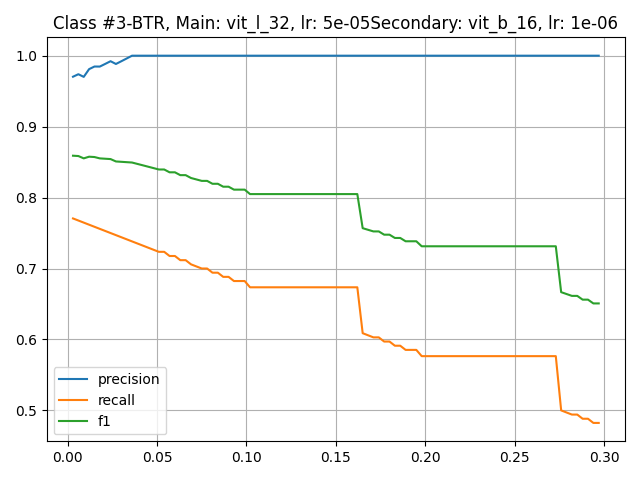 Class #3-BTR, Main: vit_l_32, lr: 5e-05Secondary: vit_b_16, lr: 1e-06
1.0
0.9
0.8
0.7
0.6
0.5
precision
recall
f1
0.00 0.05 0.10 0.15 0.20 0.25 0.30